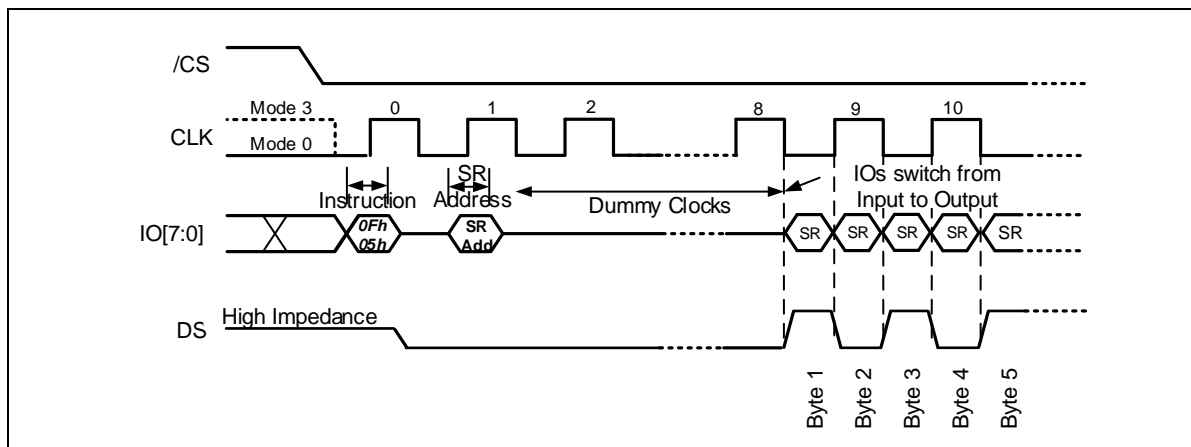 /CS
Mode 3
0 1 2 8 9 10
CLK
Mode 0
SR
IOs switch from
Instruction Address Dummy Clocks Input to Output
IO[7:0]
0Fh SR
05h Add
SR SR SR SR SR
High Impedance
DS
Byte 1
Byte 2
Byte 3
Byte 4
Byte 5